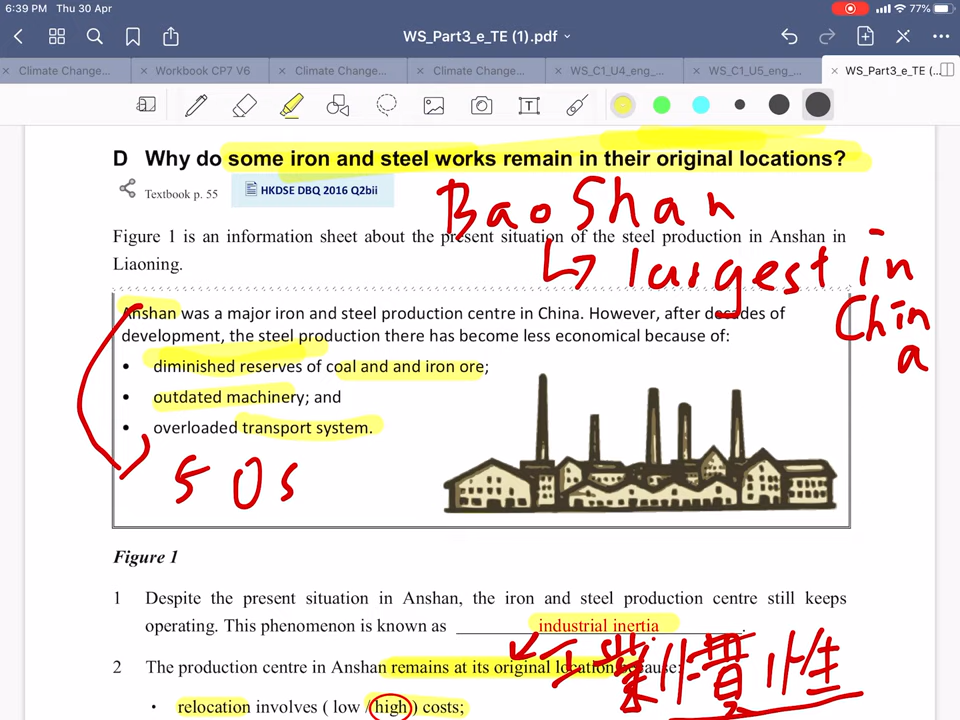 6:39 PM Thu 30 Apr 77%
WS_Part3_e_TE (1).pdf
Climate Change... Workbook CP7 V6 Climate Change... Climate Change... WS_C1_U4_eng_... WS_C1_U5_eng_... WS_Part3_e_TE (...
D Why do some iron and steel works remain in their original locations?
Textbook p. 55 HKDSE DBQ 2016 Q2bii
BaoShan
Figure 1 is an information sheet about the present situation of the steel production in Anshan in
Liaoning.
↳ largest in
China
Anshan was a major iron and steel production centre in China. However, after decades of
development, the steel production there has become less economical because of:
• diminished reserves of coal and and iron ore;
• outdated machinery; and
• overloaded transport system.
50s
Figure 1
1 Despite the present situation in Anshan, the iron and steel production centre still keeps
operating. This phenomenon is known as industrial inertia.
工業慣性
2 The production centre in Anshan remains at its original location because:
• relocation involves ( low / high ) costs;